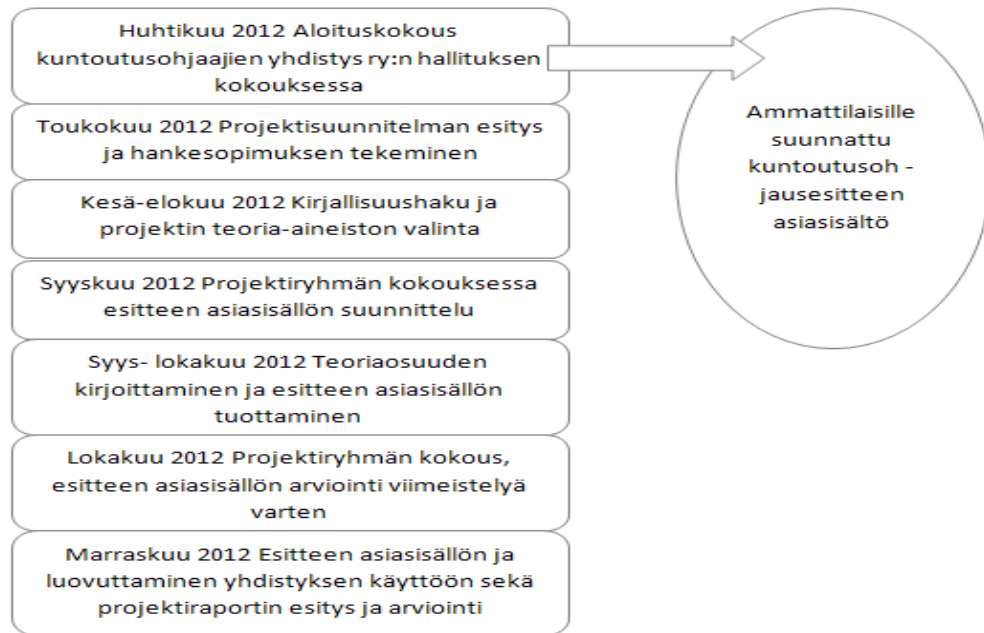 Huhtikuu 2012 Aloituskokous
kuntoutusohjaajien yhdistys ry:n hallituksen
kokouksessa
Toukokuu 2012 Projektisuunnitelman esitys
ja hankesopimuksen tekeminen
Kesä-elokuu 2012 Kirjallisuushaku ja
projektin teoria-aineiston valinta
Syyskuu 2012 Projektiryhmän kokouksessa
esitteen asiasisällön suunnittelu
Syys- lokakuu 2012 Teoriaosuuden
kirjoittaminen ja esitteen asiasisällön
tuottaminen
Lokakuu 2012 Projektiryhmän kokous,
esitteen asiasisällön arviointi viimeistelyä
varten
Marraskuu 2012 Esitteen asiasisällön ja
luovuttaminen yhdistyksen käyttöön sekä
projektiraportin esitys ja arviointi
Ammattilaisille
suunnattu
kuntoutusoh -
jausesitteen
asiasisältö